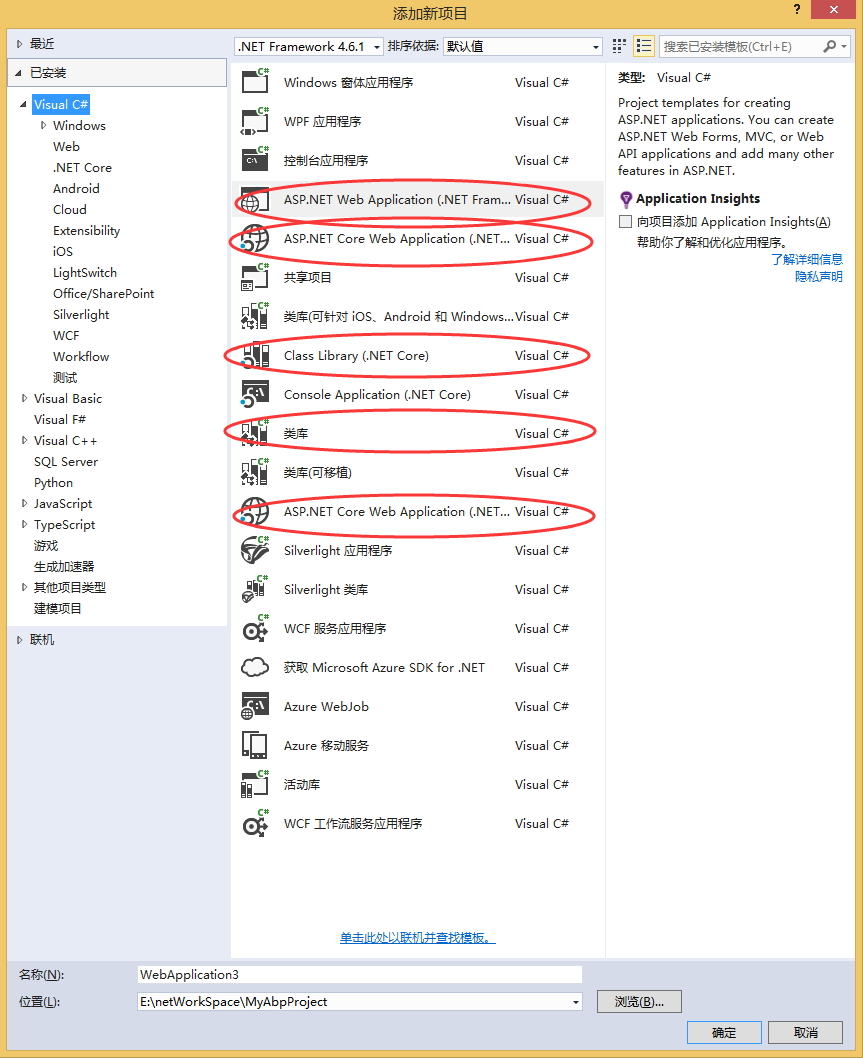 添加新项目
?
最近
.NET Framework 4.6.1
排序依据:
默认值
搜索已安装模板(Ctrl+E)
已安装
Visual C#
Windows
Web
.NET Core
Android
Cloud
Extensibility
iOS
LightSwitch
Office/SharePoint
Silverlight
WCF
Workflow
测试
Visual Basic
Visual F#
Visual C++
SQL Server
Python
JavaScript
TypeScript
游戏
生成加速器
其他项目类型
建模项目
联机
Windows 窗体应用程序 Visual C#
WPF 应用程序 Visual C#
控制台应用程序 Visual C#
ASP.NET Web Application (.NET Fram... Visual C#
ASP.NET Core Web Application (.NET... Visual C#
共享项目 Visual C#
类库(可针对 iOS、Android 和 Windows... Visual C#
Class Library (.NET Core) Visual C#
Console Application (.NET Core) Visual C#
类库 Visual C#
类库(可移植) Visual C#
ASP.NET Core Web Application (.NET... Visual C#
Silverlight 应用程序 Visual C#
Silverlight 类库 Visual C#
WCF 服务应用程序 Visual C#
获取 Microsoft Azure SDK for .NET Visual C#
Azure WebJob Visual C#
Azure 移动服务 Visual C#
活动库 Visual C#
WCF 工作流服务应用程序 Visual C#
单击此处以联机并查找模板。
类型: Visual C#
Project templates for creating
ASP.NET applications. You can create
ASP.NET Web Forms, MVC, or Web
API applications and add many other
features in ASP.NET.
Application Insights
向项目添加 Application Insights(A)
帮助你了解和优化应用程序。
了解详细信息
隐私声明
名称(N): WebApplication3
位置(L): E:\netWorkSpace\MyAbpProject
浏览(B)...
确定
取消